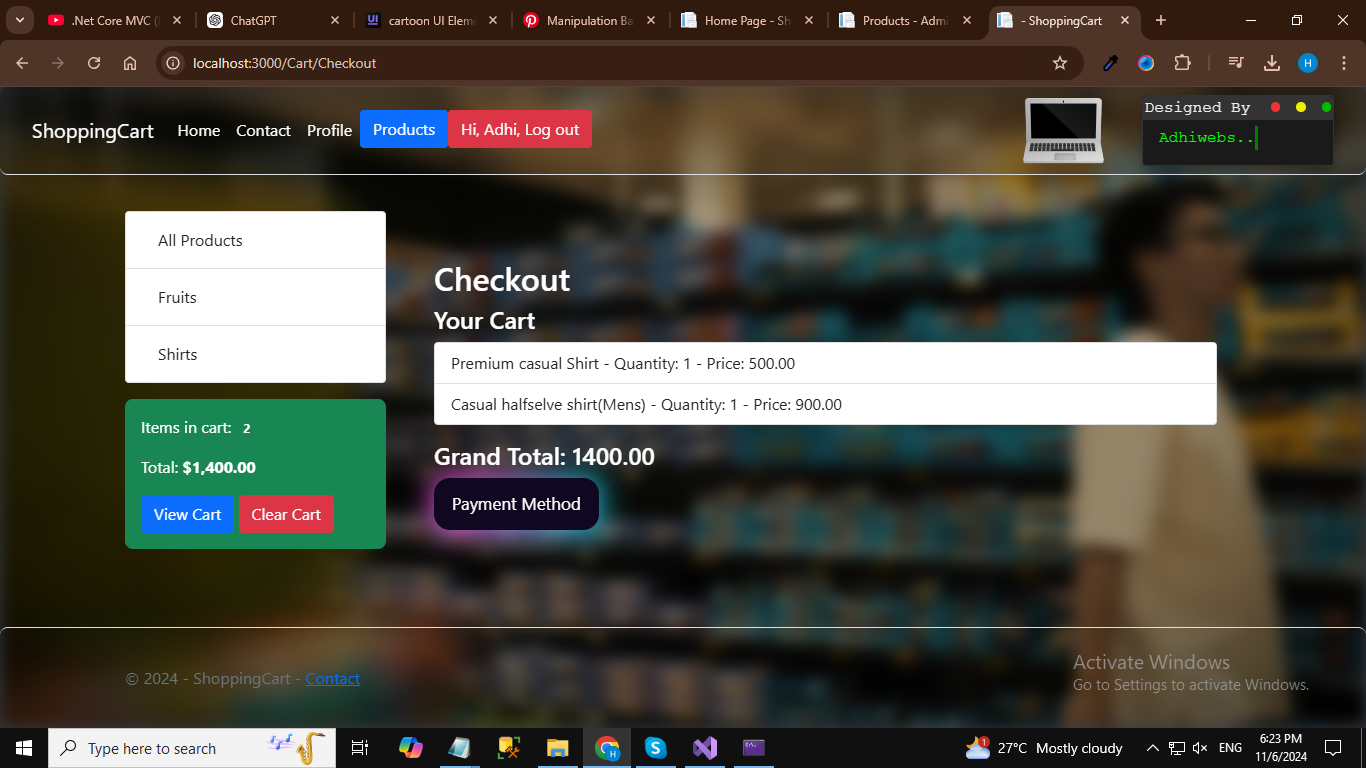 .Net Core MVC (
ChatGPT
cartoon UI Elem
Manipulation Ba
Home Page - Sh
Products - Admi
- ShoppingCart
localhost:3000/Cart/Checkout
H
ShoppingCart
Home
Contact
Profile
Products
Hi, Adhi, Log out
Designed By
Adhiwebs..
All Products
Fruits
Shirts
Items in cart: 2
Total: $1,400.00
View Cart
Clear Cart
Checkout
Your Cart
Premium casual Shirt - Quantity: 1 - Price: 500.00
Casual halfselve shirt(Mens) - Quantity: 1 - Price: 900.00
Grand Total: 1400.00
Payment Method
© 2024 - ShoppingCart - Contact
Activate Windows
Go to Settings to activate Windows.
Type here to search
H
S
1
27°C Mostly cloudy
ENG
6:23 PM
11/6/2024